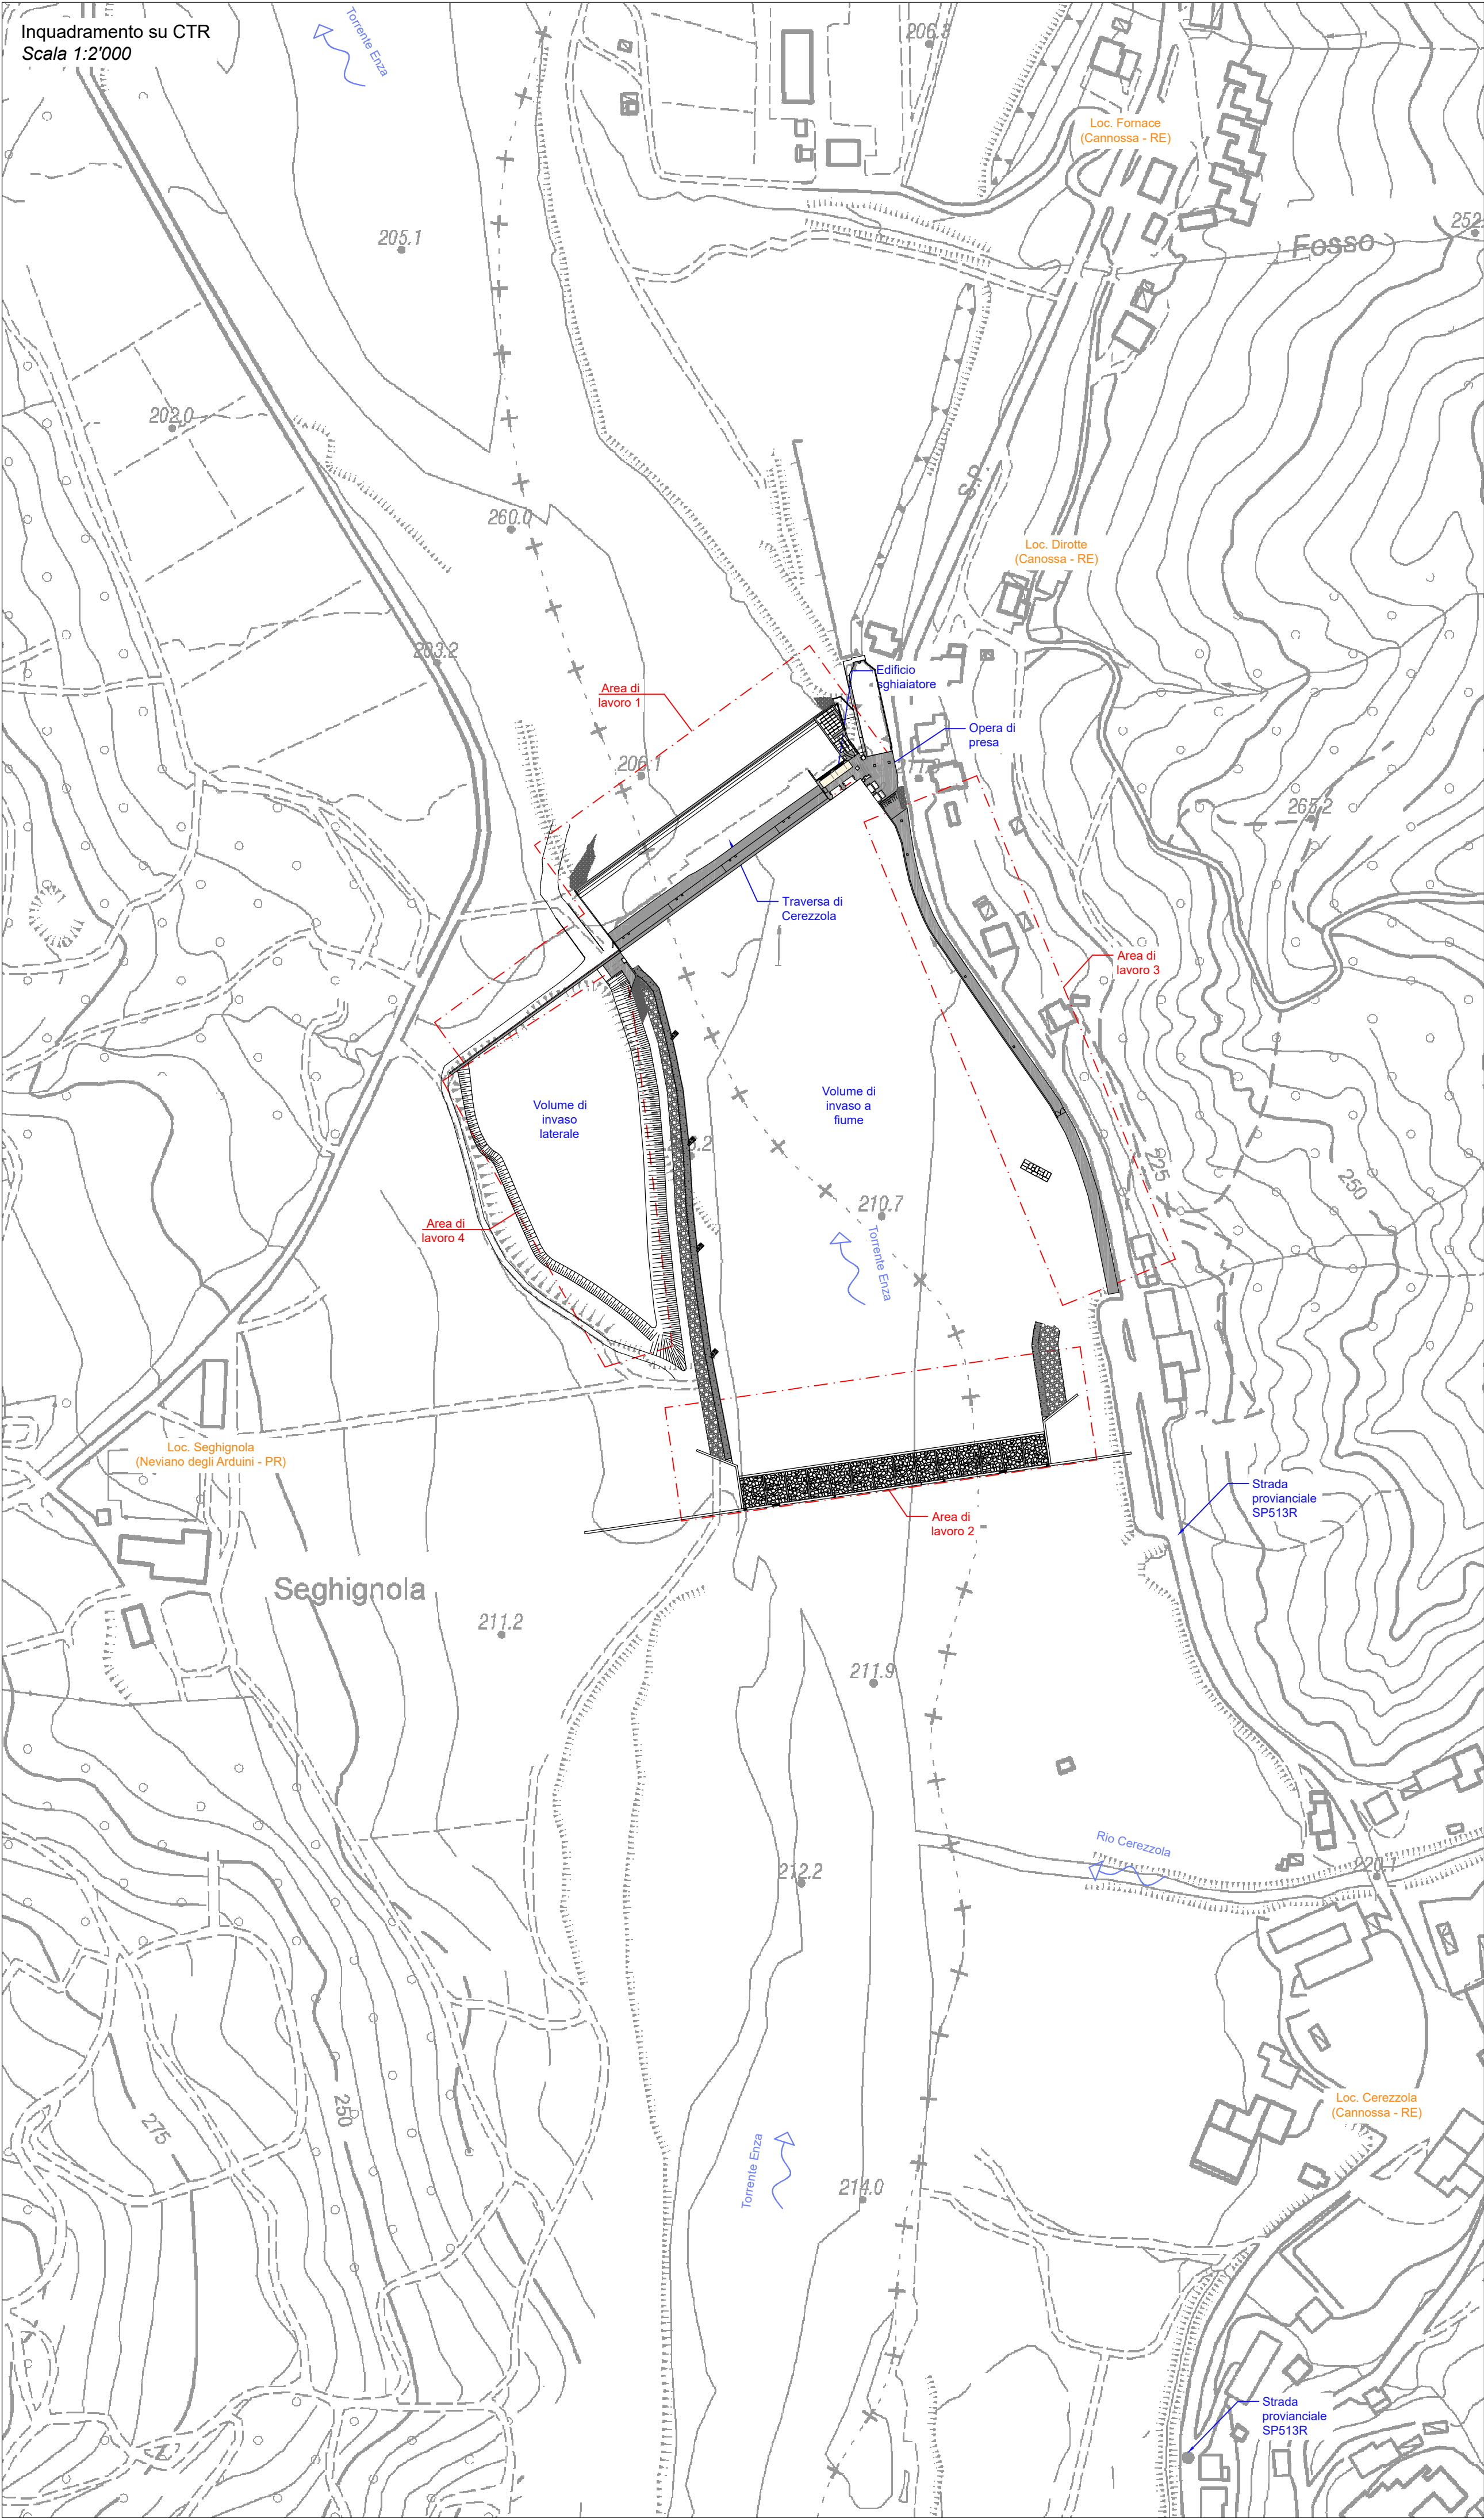 Inquadramento su CTR
Scala 1:2'000
Torrente Enza
206.3
Loc. Fornace
(Cannossa - RE)
252.
Fosso
205.1
202.0
S.P.
260.0
Loc. Dirotte
(Canossa - RE)
203.2
Edificio
sghiaiatore
Area di
lavoro 1
Opera di
presa
206.1
265.2
Traversa di
Cerezzola
Area di
lavoro 3
Volume di
invaso
laterale
Volume di
invaso a
fiume
225
250
210.7
Area di
lavoro 4
Torrente Enza
Loc. Seghignola
(Neviano degli Arduini - PR)
Strada
provianciale
SP513R
Area di
lavoro 2
Seghignola
211.2
211.9
Rio Cerezzola
212.2
220.1
Loc. Cerezzola
(Cannossa - RE)
250
275
Torrente Enza
214.0
Strada
provianciale
SP513R